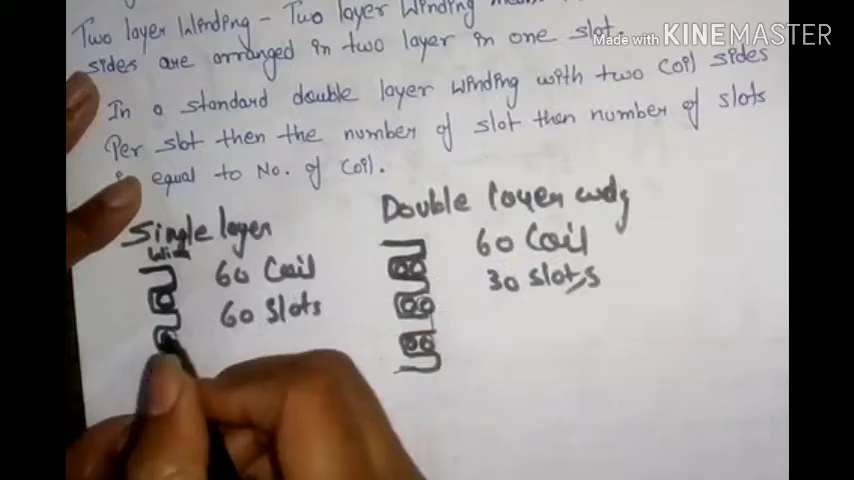 Two layer Winding - Two layer Winding
sides are arranged in two layer in one slot.
Made with KINEMASTER
In a standard double layer winding with two Coil sides
Per slot then the number of slot then number of slots
equal to No. of Coil.
Single layer
60 Coil
60 Slots
Double layer wdg
60 Coil
30 slots